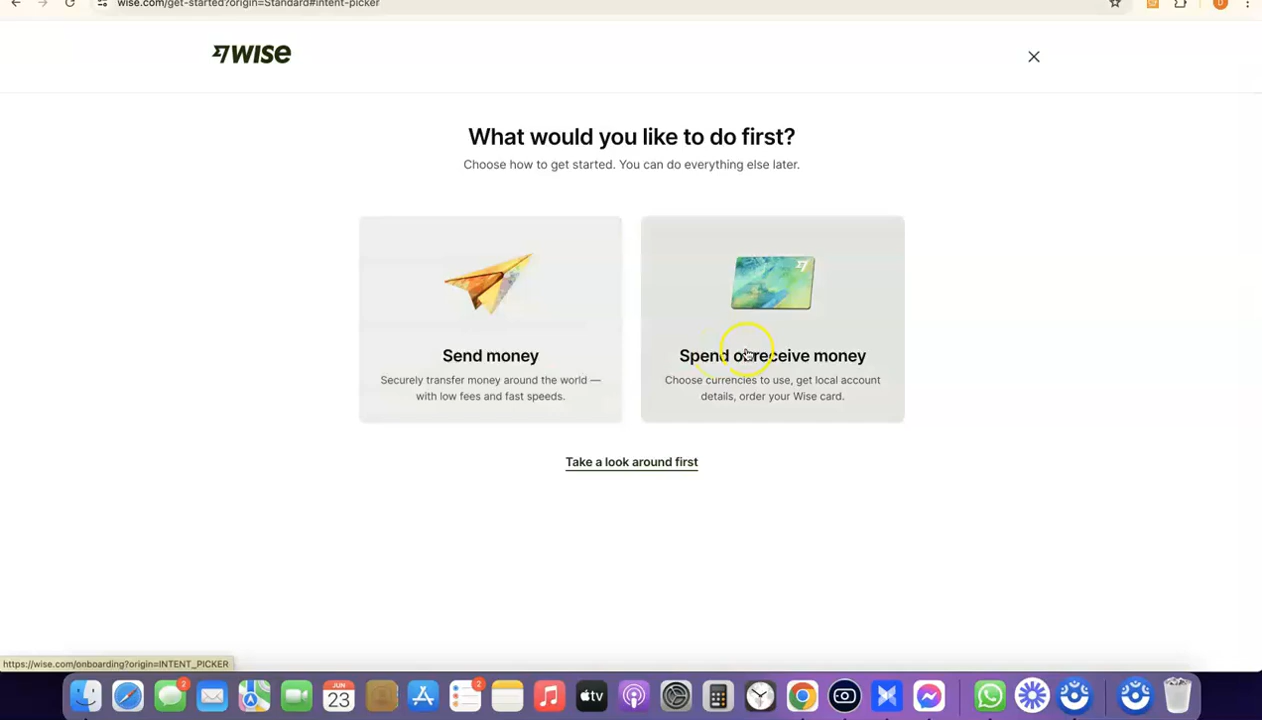 wise.com/get-started?origin=Standard#intent-picker
WISE
What would you like to do first?
Choose how to get started. You can do everything else later.
Send money
Securely transfer money around the world —
with low fees and fast speeds.
Spend or receive money
Choose currencies to use, get local account
details, order your Wise card.
Take a look around first
https://wise.com/onboarding?origin=INTENT_PICKER
2
JUN
23
2
tv